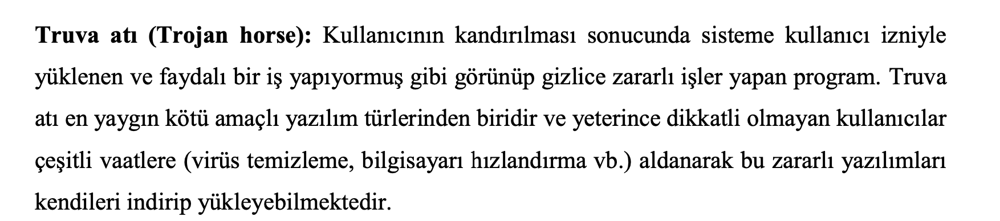 Truva atı (Trojan horse): Kullanıcının kandırılması sonucunda sisteme kullanıcı izniyle
yüklenen ve faydalı bir iş yapıyormuş gibi görünüp gizlice zararlı işler yapan program. Truva
atı en yaygın kötü amaçlı yazılım türlerinden biridir ve yeterince dikkatli olmayan kullanıcılar
çeşitli vaatlere (virüs temizleme, bilgisayarı hızlandırma vb.) aldanarak bu zararlı yazılımları
kendileri indirip yükleyebilmektedir.